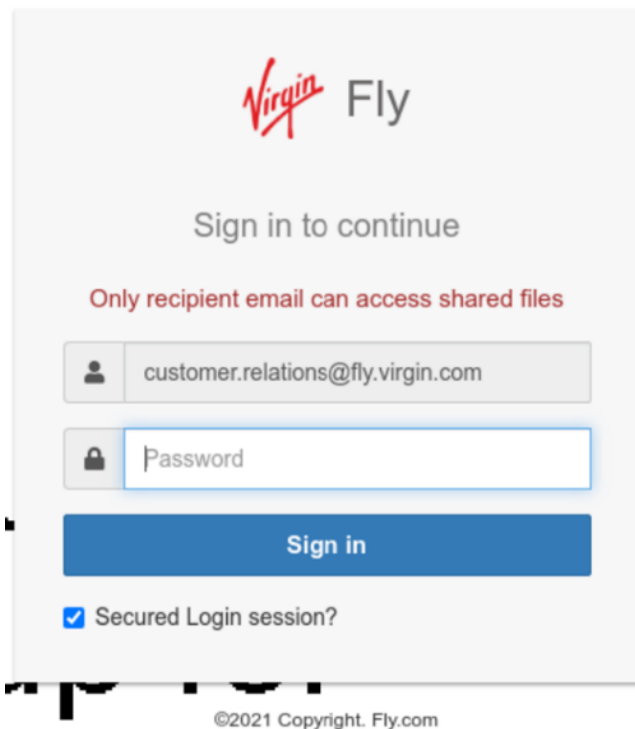 Virgin Fly
Sign in to continue
Only recipient email can access shared files
customer.relations@fly.virgin.com
Password
Sign in
Secured Login session?
©2021 Copyright. Fly.com